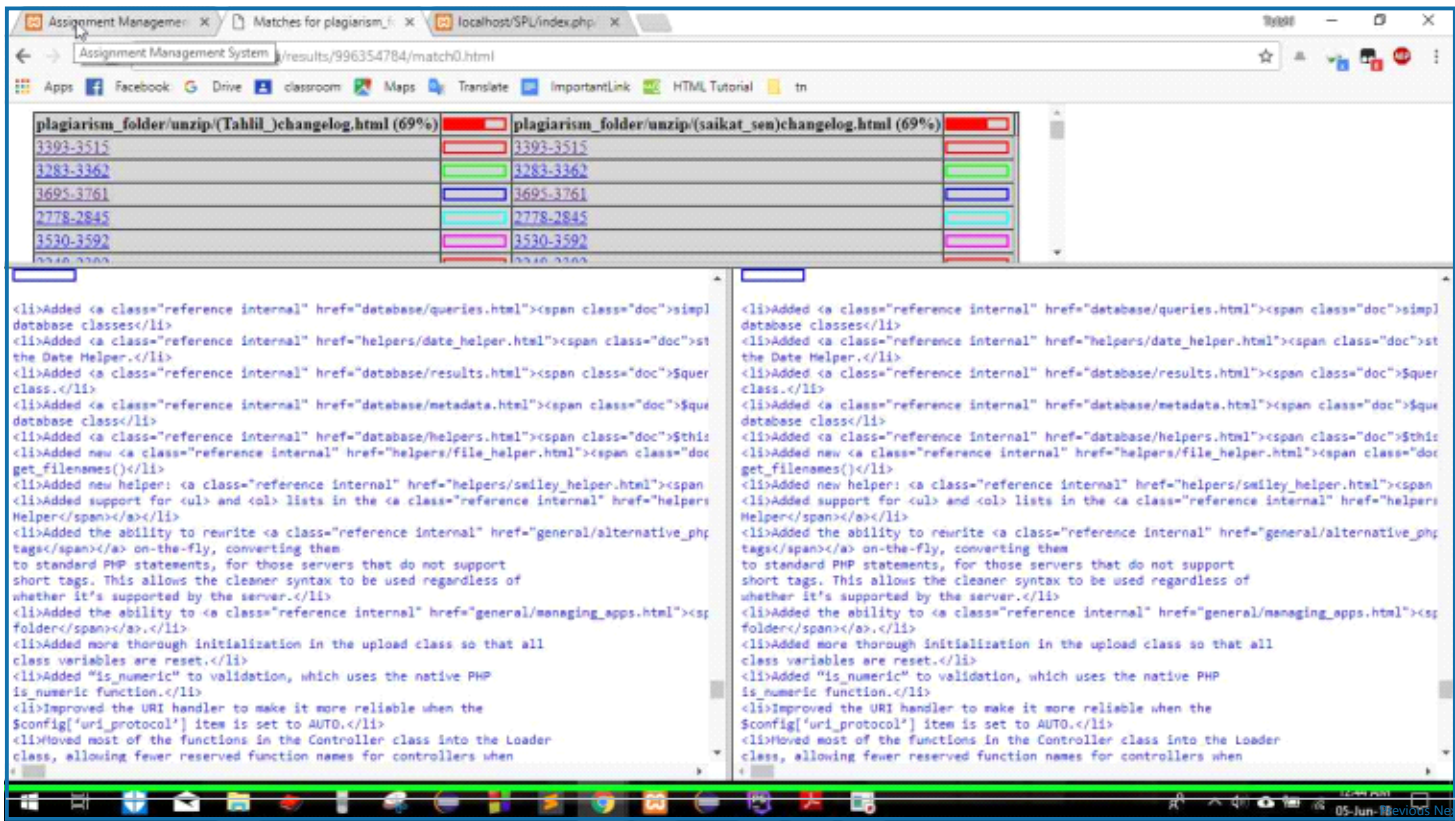 Assignment Managemen
Matches for plagiarism_fo
localhost/SPL/index.php
Assignment Management System
/results/996354784/match0.html
Apps Facebook Drive classroom Maps Translate ImportantLink HTML Tutorial tn
plagiarism_folder/unzip/(Tahlil_)changelog.html (69%) plagiarism_folder/unzip/(saikat_sen)changelog.html (69%)
3393-3515 3393-3515
3283-3362 3283-3362
3695-3761 3695-3761
2778-2845 2778-2845
3530-3592 3530-3592
<li>Added <a class="reference internal" href="database/queries.html"><span class="doc">simpl
database classes</li>
<li>Added <a class="reference internal" href="helpers/date_helper.html"><span class="doc">st
the Date Helper.</li>
<li>Added <a class="reference internal" href="database/results.html"><span class="doc">$quer
class.</li>
<li>Added <a class="reference internal" href="database/metadata.html"><span class="doc">$que
database class</li>
<li>Added <a class="reference internal" href="database/helpers.html"><span class="doc">$this
<li>Added new <a class="reference internal" href="helpers/file_helper.html"><span class="doc
get_filenames()</li>
<li>Added new helper: <a class="reference internal" href="helpers/smiley_helper.html"><span
<li>Added support for <ul> and <ol> lists in the <a class="reference internal" href="helpers
Helper</span></a></li>
<li>Added the ability to rewrite <a class="reference internal" href="general/alternative_php
tags</span></a> on-the-fly, converting them
to standard PHP statements, for those servers that do not support
short tags. This allows the cleaner syntax to be used regardless of
whether it's supported by the server.</li>
<li>Added the ability to <a class="reference internal" href="general/managing_apps.html"><sp
folder</span></a>.</li>
<li>Added more thorough initialization in the upload class so that all
class variables are reset.</li>
<li>Added "is_numeric" to validation, which uses the native PHP
is_numeric function.</li>
<li>Improved the URI handler to make it more reliable when the
$config['uri_protocol'] item is set to AUTO.</li>
<li>Moved most of the functions in the Controller class into the Loader
class, allowing fewer reserved function names for controllers when
<li>Added <a class="reference internal" href="database/queries.html"><span class="doc">simpl
database classes</li>
<li>Added <a class="reference internal" href="helpers/date_helper.html"><span class="doc">st
the Date Helper.</li>
<li>Added <a class="reference internal" href="database/results.html"><span class="doc">$quer
class.</li>
<li>Added <a class="reference internal" href="database/metadata.html"><span class="doc">$que
database class</li>
<li>Added <a class="reference internal" href="database/helpers.html"><span class="doc">$this
<li>Added new <a class="reference internal" href="helpers/file_helper.html"><span class="doc
get_filenames()</li>
<li>Added new helper: <a class="reference internal" href="helpers/smiley_helper.html"><span
<li>Added support for <ul> and <ol> lists in the <a class="reference internal" href="helpers
Helper</span></a></li>
<li>Added the ability to rewrite <a class="reference internal" href="general/alternative_php
tags</span></a> on-the-fly, converting them
to standard PHP statements, for those servers that do not support
short tags. This allows the cleaner syntax to be used regardless of
whether it's supported by the server.</li>
<li>Added the ability to <a class="reference internal" href="general/managing_apps.html"><sp
folder</span></a>.</li>
<li>Added more thorough initialization in the upload class so that all
class variables are reset.</li>
<li>Added "is_numeric" to validation, which uses the native PHP
is_numeric function.</li>
<li>Improved the URI handler to make it more reliable when the
$config['uri_protocol'] item is set to AUTO.</li>
<li>Moved most of the functions in the Controller class into the Loader
class, allowing fewer reserved function names for controllers when
05-Jun-18